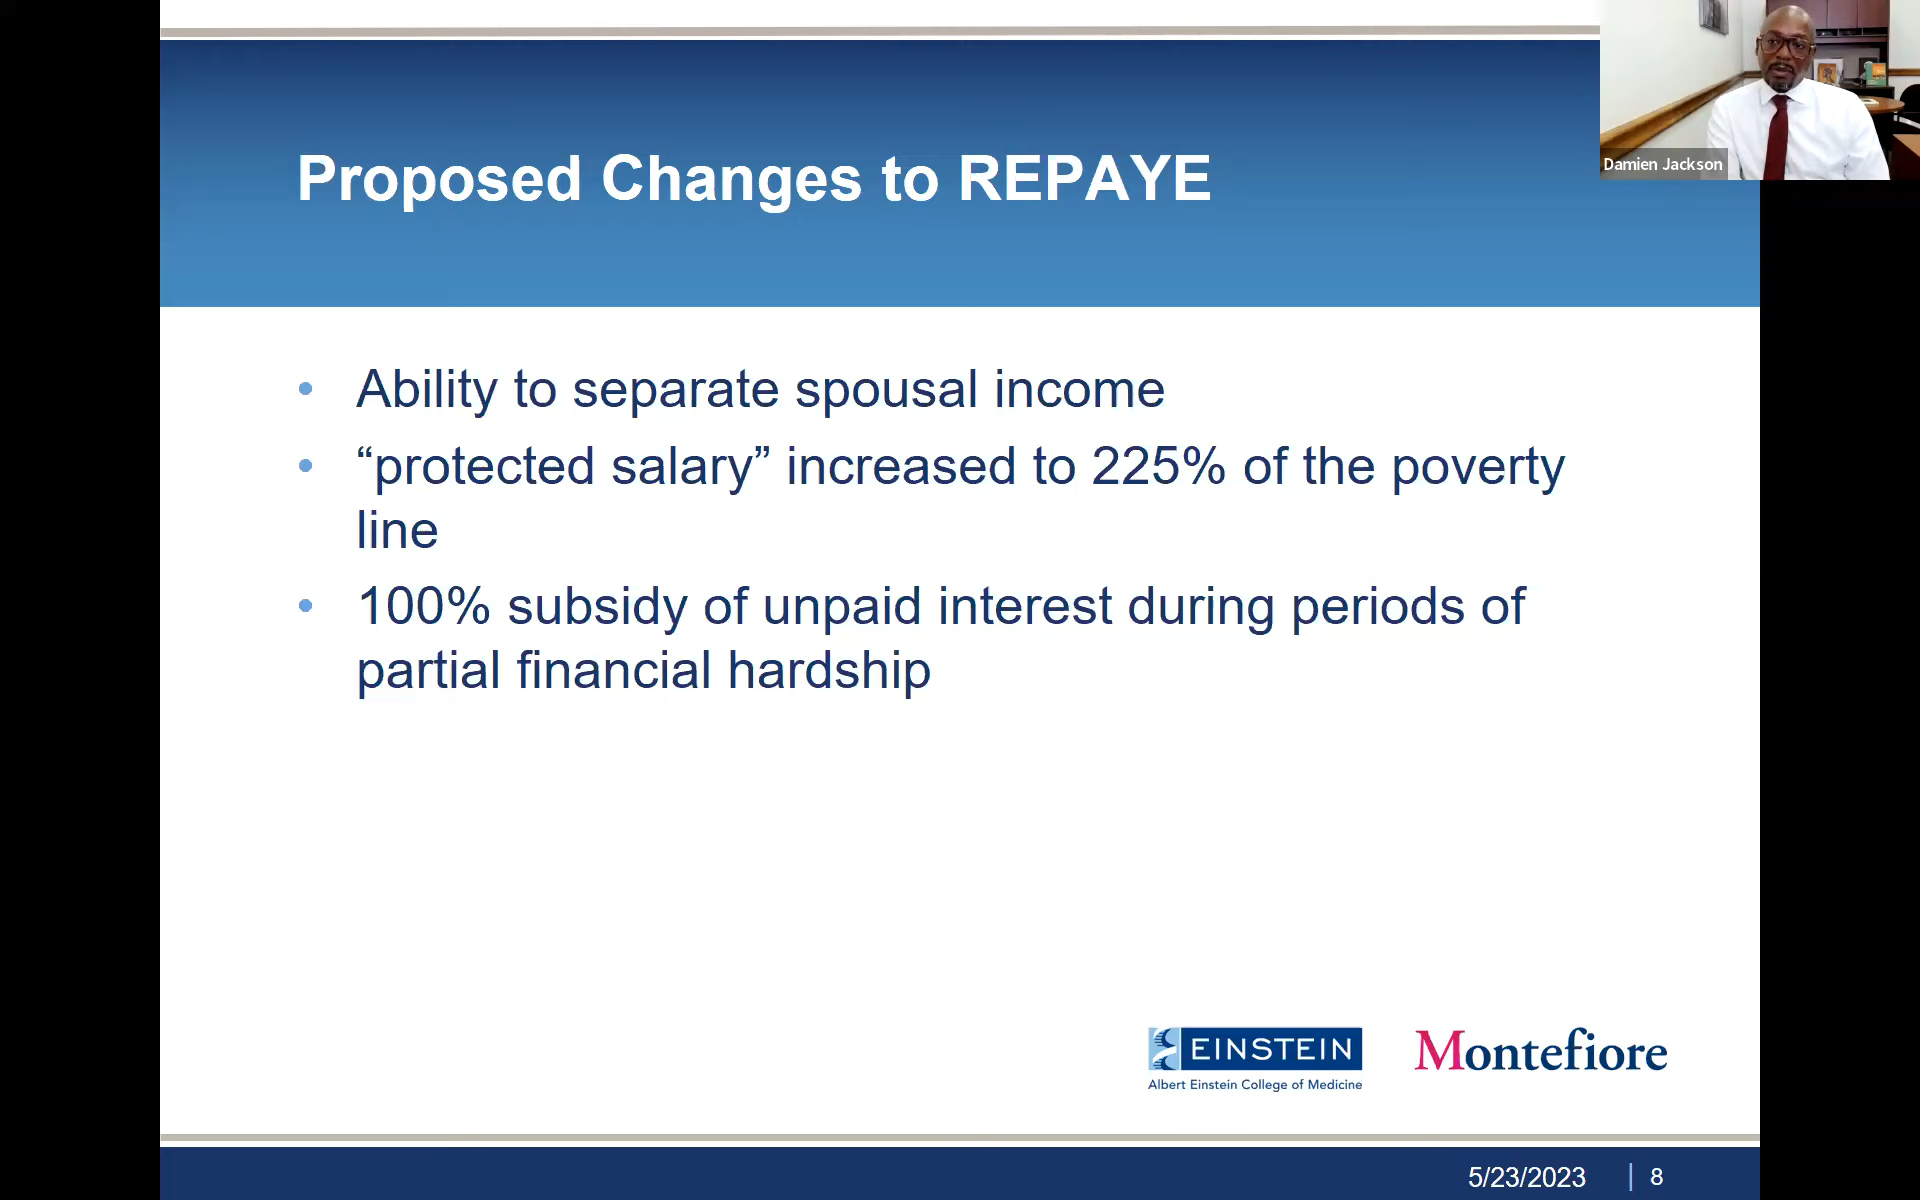 Proposed Changes to REPAYE
Damien Jackson
• Ability to separate spousal income
• “protected salary” increased to 225% of the poverty
line
• 100% subsidy of unpaid interest during periods of
partial financial hardship
EINSTEIN
Albert Einstein College of Medicine
Montefiore
5/23/2023 | 8